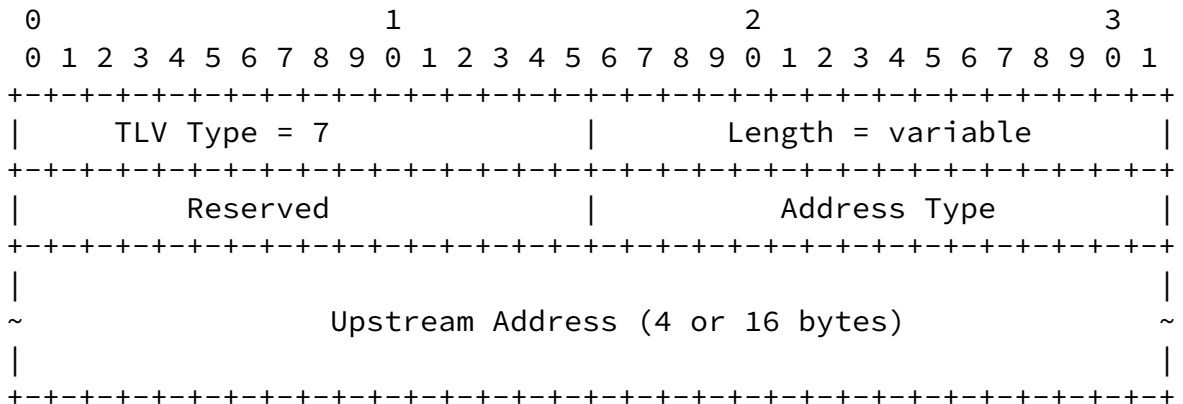 0                   1                   2                   3
 0 1 2 3 4 5 6 7 8 9 0 1 2 3 4 5 6 7 8 9 0 1 2 3 4 5 6 7 8 9 0 1
+-+-+-+-+-+-+-+-+-+-+-+-+-+-+-+-+-+-+-+-+-+-+-+-+-+-+-+-+-+-+-+-+
|     TLV Type = 7              |       Length = variable       |
+-+-+-+-+-+-+-+-+-+-+-+-+-+-+-+-+-+-+-+-+-+-+-+-+-+-+-+-+-+-+-+-+
|         Reserved              |          Address Type         |
+-+-+-+-+-+-+-+-+-+-+-+-+-+-+-+-+-+-+-+-+-+-+-+-+-+-+-+-+-+-+-+-+
|                                                               |
~                 Upstream Address (4 or 16 bytes)              ~
|                                                               |
+-+-+-+-+-+-+-+-+-+-+-+-+-+-+-+-+-+-+-+-+-+-+-+-+-+-+-+-+-+-+-+-+